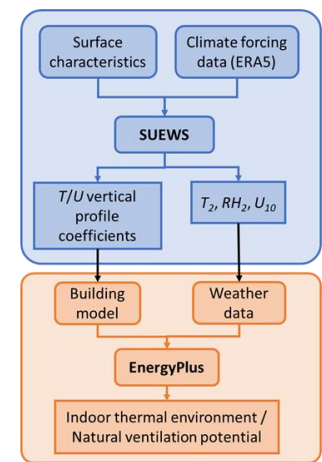 Surface
characteristics
Climate forcing
data (ERA5)
SUEWS
T/U vertical
profile
coefficients
T2, RH2, U10
Building
model
Weather
data
EnergyPlus
Indoor thermal environment /
Natural ventilation potential